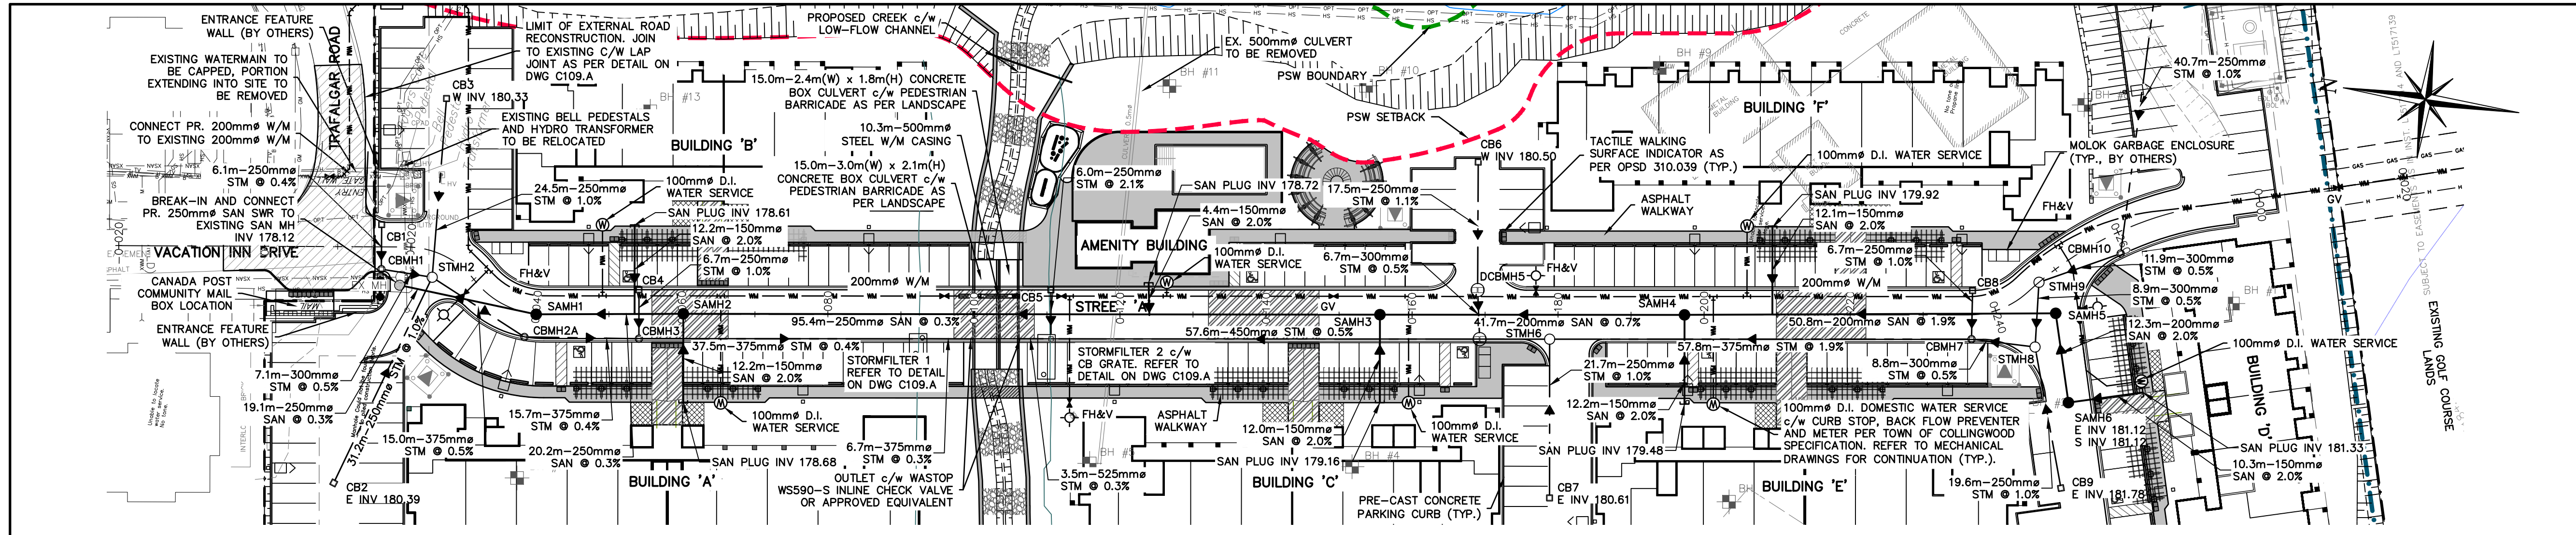 ENTRANCE FEATURE
WALL (BY OTHERS)
EXISTING WATERMAIN TO
BE CAPPED, PORTION
EXTENDING INTO SITE TO
BE REMOVED
CONNECT PR. 200mmø W/M
TO EXISTING 200mmø W/M
6.1m-250mmø
STM @ 0.4%
BREAK-IN AND CONNECT
PR. 250mmø SAN SWR TO
EXISTING SAN MH
INV 178.12
VACATION INN DRIVE
CANADA POST
COMMUNITY MAIL
BOX LOCATION
ENTRANCE FEATURE
WALL (BY OTHERS)
TRAFALGAR ROAD
LIMIT OF EXTERNAL ROAD
RECONSTRUCTION. JOIN
TO EXISTING C/W LAP
JOINT AS PER DETAIL ON
DWG C109.A
CB3
W INV 180.33
EXISTING BELL PEDESTALS
AND HYDRO TRANSFORMER
TO BE RELOCATED
24.5m-250mmø
STM @ 1.0%
CB1
CBMH1
STMH2
EX MH
7.1m-300mmø
STM @ 0.5%
19.1m-250mmø
SAN @ 0.3%
31.2m-250mmø STM @ 1.0%
CB2
E INV 180.39
15.0m-375mmø
STM @ 0.5%
15.7m-375mmø
STM @ 0.4%
20.2m-250mmø
SAN @ 0.3%
FH&V
SAMH1
CBMH2A
100mmø D.I.
WATER SERVICE
SAN PLUG INV 178.61
12.2m-150mmø
SAN @ 2.0%
6.7m-250mmø
STM @ 1.0%
CB4
SAMH2
CBMH3
BH #13
BUILDING 'B'
PROPOSED CREEK c/w
LOW-FLOW CHANNEL
15.0m-2.4m(W) x 1.8m(H) CONCRETE
BOX CULVERT c/w PEDESTRIAN
BARRICADE AS PER LANDSCAPE
10.3m-500mmø
STEEL W/M CASING
15.0m-3.0m(W) x 2.1m(H)
CONCRETE BOX CULVERT c/w
PEDESTRIAN BARRICADE AS
PER LANDSCAPE
200mmø W/M
95.4m-250mmø SAN @ 0.3%
37.5m-375mmø STM @ 0.4%
12.2m-150mmø
SAN @ 2.0%
100mmø D.I.
WATER SERVICE
SAN PLUG INV 178.68
BUILDING 'A'
STORMFILTER 1
REFER TO DETAIL
ON DWG C109.A
6.7m-375mmø
STM @ 0.3%
OUTLET c/w WASTOP
WS590-S INLINE CHECK VALVE
OR APPROVED EQUIVALENT
CB5
EX. 500mmø CULVERT
TO BE REMOVED
BH #11
6.0m-250mmø
STM @ 2.1%
AMENITY BUILDING
SAN PLUG INV 178.72
4.4m-150mmø
SAN @ 2.0%
100mmø D.I.
WATER SERVICE
STREET 'A'
57.6m-450mmø STM @ 0.5%
STORMFILTER 2 c/w
CB GRATE. REFER TO
DETAIL ON DWG C109.A
FH&V
3.5m-525mmø
STM @ 0.3%
ASPHALT
WALKWAY
12.0m-150mmø
SAN @ 2.0%
SAN PLUG INV 179.16
BUILDING 'C'
BH #4
PSW BOUNDARY
BH #10
PSW SETBACK
17.5m-250mmø
STM @ 1.1%
CB6
W INV 180.50
6.7m-300mmø
STM @ 0.5%
DCBMH5
FH&V
GV
SAMH3
STMH6
100mmø D.I.
WATER SERVICE
PRE-CAST CONCRETE
PARKING CURB (TYP.)
CB7
E INV 180.61
41.7m-200mmø SAN @ 0.7%
SAMH4
21.7m-250mmø
STM @ 1.0%
12.2m-150mmø
SAN @ 2.0%
SAN PLUG INV 179.48
57.8m-375mmø STM @ 1.9%
TACTILE WALKING
SURFACE INDICATOR AS
PER OPSD 310.039 (TYP.)
ASPHALT
WALKWAY
BH #9
METAL
BUILDING
CONCRETE
BUILDING 'F'
100mmø D.I. WATER SERVICE
SAN PLUG INV 179.92
12.1m-150mmø
SAN @ 2.0%
6.7m-250mmø
STM @ 1.0%
200mmø W/M
50.8m-200mmø SAN @ 1.9%
CB8
CBMH7
8.8m-300mmø
STM @ 0.5%
100mmø D.I. DOMESTIC WATER SERVICE
c/w CURB STOP, BACK FLOW PREVENTER
AND METER PER TOWN OF COLLINGWOOD
SPECIFICATION. REFER TO MECHANICAL
DRAWINGS FOR CONTINUATION (TYP.).
BUILDING 'E'
19.6m-250mmø
STM @ 1.0%
CB9
E INV 181.78
STMH8
STMH9
SAMH5
CBMH10
FH&V
MOLOK GARBAGE ENCLOSURE
(TYP., BY OTHERS)
40.7m-250mmø
STM @ 1.0%
11.9m-300mmø
STM @ 0.5%
8.9m-300mmø
STM @ 0.5%
12.3m-200mmø
SAN @ 2.0%
100mmø D.I. WATER SERVICE
SAMH6
E INV 181.12
S INV 181.12
SAN PLUG INV 181.33
10.3m-150mmø
SAN @ 2.0%
BUILDING 'D'
GV
EXISTING GOLF COURSE
LANDS